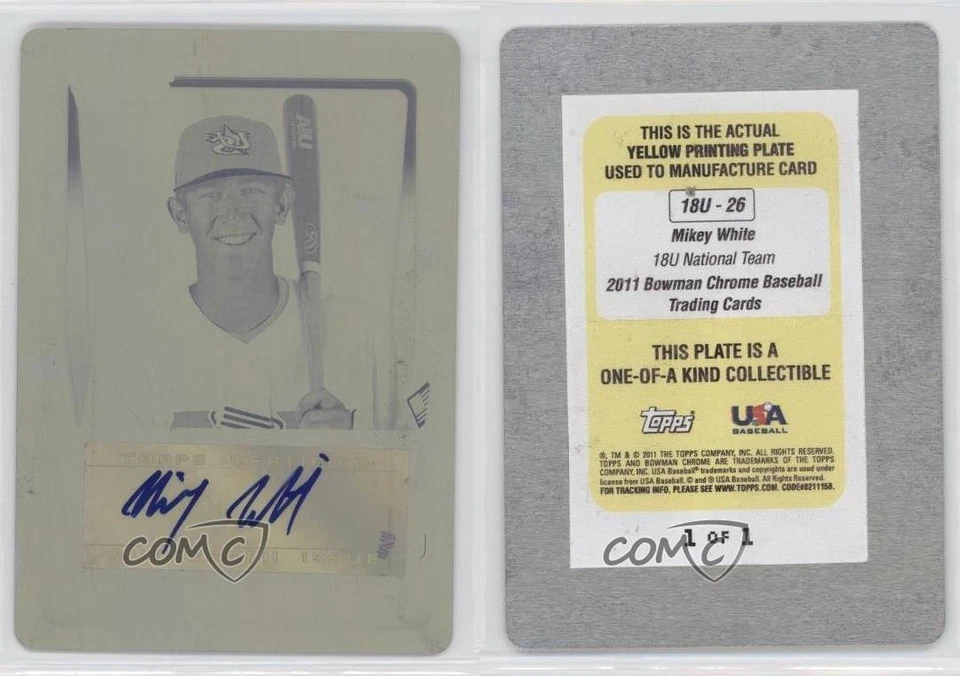 TOPPS CERTIFIED
ISSUE
COMC
THIS IS THE ACTUAL
YELLOW PRINTING PLATE
USED TO MANUFACTURE CARD
18U - 26
Mikey White
18U National Team
2011 Bowman Chrome Baseball
Trading Cards
THIS PLATE IS A
ONE-OF-A KIND COLLECTIBLE
topps
USA
BASEBALL
®, TM & © 2011 THE TOPPS COMPANY, INC. ALL RIGHTS RESERVED.
TOPPS AND BOWMAN CHROME ARE TRADEMARKS OF THE TOPPS
COMPANY, INC. USA Baseball® trademarks and copyrights are used under
license from USA Baseball. © and ® USA Baseball. All Rights Reserved.
FOR TRACKING INFO, PLEASE SEE WWW.TOPPS.COM. CODE#8211158.
1 OF 1
COMC